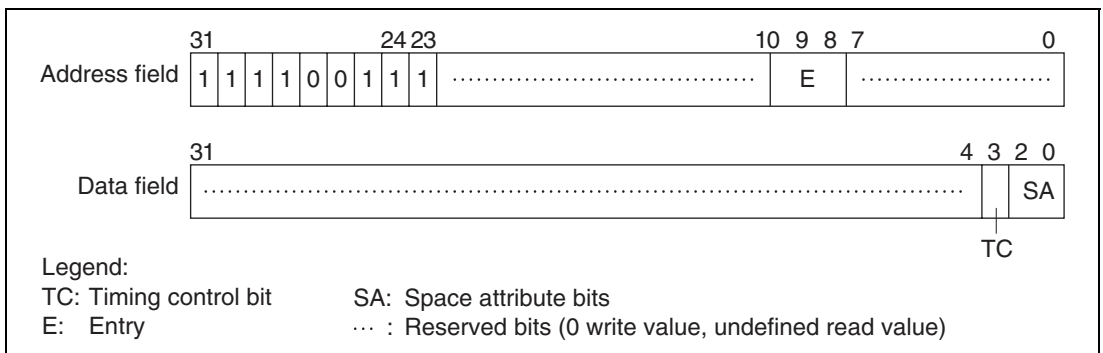 31 24 23 10 9 8 7 0
Address field 1 1 1 1 0 0 1 1 1 ................ E ................
31 4 3 2 0
Data field ................ SA
TC
Legend:
TC: Timing control bit SA: Space attribute bits
E: Entry ··· : Reserved bits (0 write value, undefined read value)